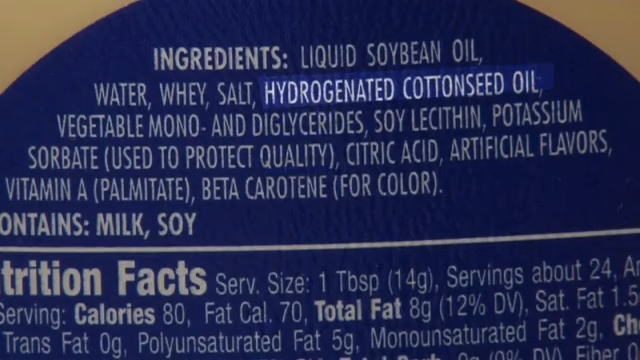 INGREDIENTS: LIQUID SOYBEAN OIL,
WATER, WHEY, SALT, HYDROGENATED COTTONSEED OIL,
VEGETABLE MONO- AND DIGLYCERIDES, SOY LECITHIN, POTASSIUM
SORBATE (USED TO PROTECT QUALITY), CITRIC ACID, ARTIFICIAL FLAVORS,
VITAMIN A (PALMITATE), BETA CAROTENE (FOR COLOR).
ONTAINS: MILK, SOY
trition Facts Serv. Size: 1 Tbsp (14g), Servings about 24, A
Serving: Calories 80, Fat Cal. 70, Total Fat 8g (12% DV), Sat. Fat 1.5
Trans Fat 0g, Polyunsaturated Fat 5g, Monounsaturated Fat 2g, Ch